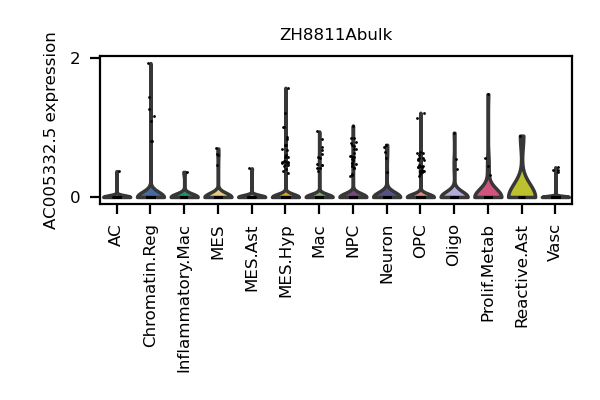 ZH8811Abulk
AC005332.5 expression
2
0
AC
Chromatin.Reg
Inflammatory.Mac
MES
MES.Ast
MES.Hyp
Mac
NPC
Neuron
OPC
Oligo
Prolif.Metab
Reactive.Ast
Vasc